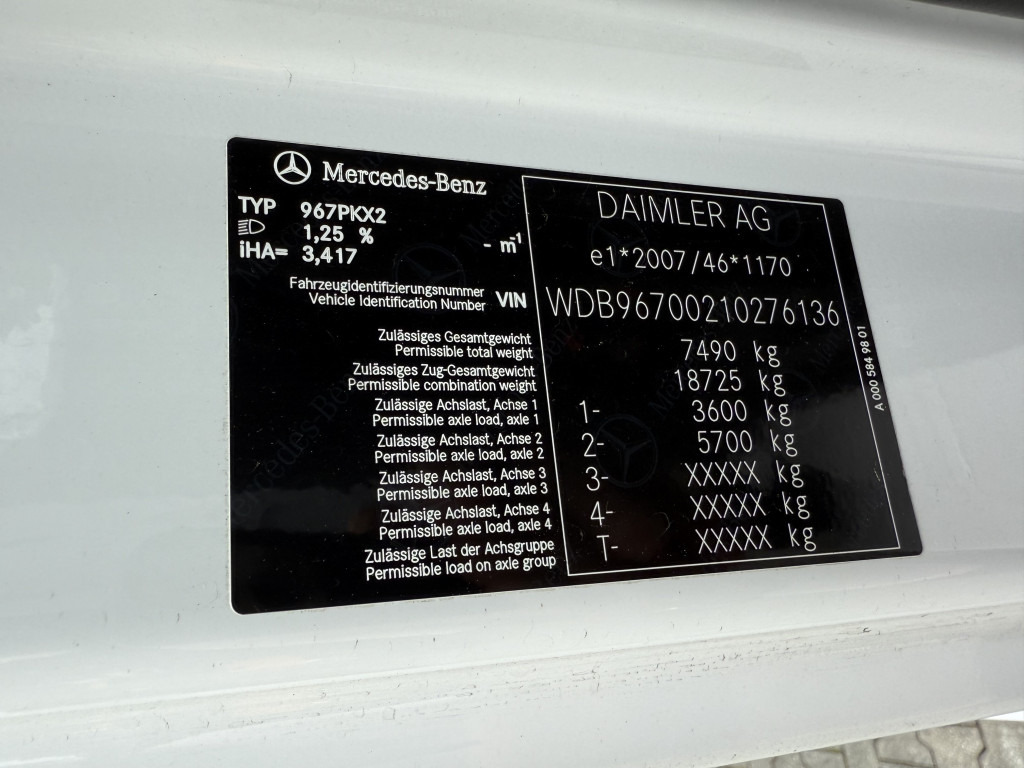 Mercedes-Benz
TYP 967PKX2
1,25 %
iHA= 3,417 - m-1
DAIMLER AG
e1*2007/46*1170
Fahrzeugidentifizierungsnummer
Vehicle Identification Number VIN WDB96700210276136
Zulässiges Gesamtgewicht
Permissible total weight 7490 kg
Zulässiges Zug-Gesamtgewicht
Permissible combination weight 18725 kg
Zulässige Achslast, Achse 1
Permissible axle load, axle 1 1- 3600 kg
Zulässige Achslast, Achse 2
Permissible axle load, axle 2 2- 5700 kg
Zulässige Achslast, Achse 3
Permissible axle load, axle 3 3- XXXXX kg
Zulässige Achslast, Achse 4
Permissible axle load, axle 4 4- XXXXX kg
Zulässige Last der Achsgruppe
Permissible load on axle group T- XXXXX kg
A 000 584 98 01